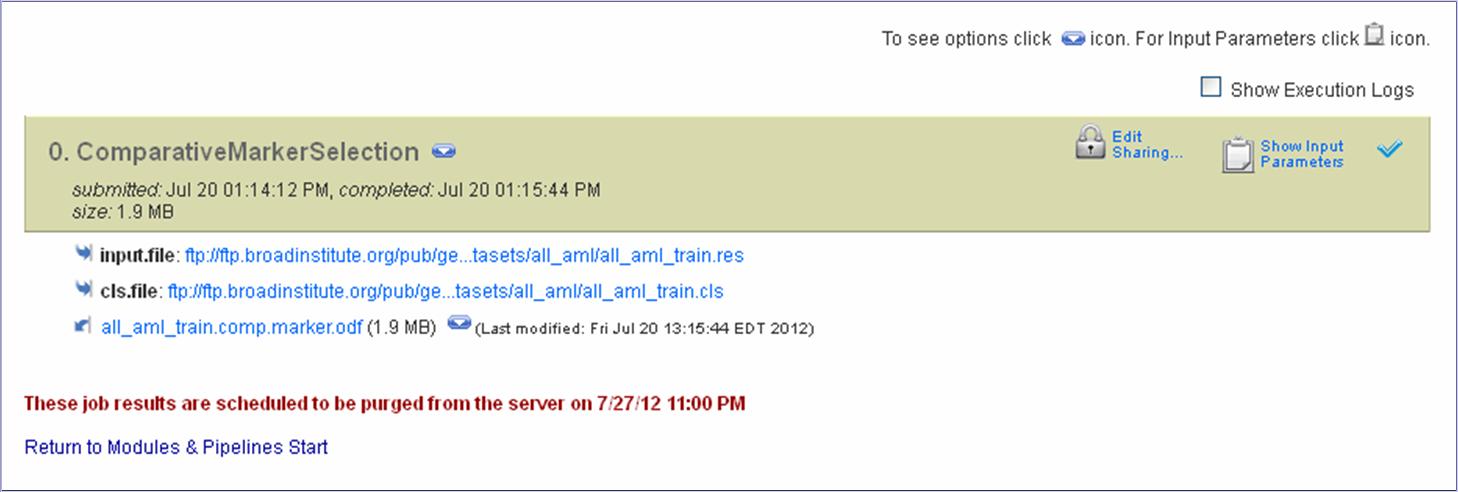 To see options click icon. For Input Parameters click icon.
Show Execution Logs
0. ComparativeMarkerSelection
Edit Sharing...
Show Input Parameters
submitted: Jul 20 01:14:12 PM, completed: Jul 20 01:15:44 PM
size: 1.9 MB
input.file: ftp://ftp.broadinstitute.org/pub/ge...tasets/all_aml/all_aml_train.res
cls.file: ftp://ftp.broadinstitute.org/pub/ge...tasets/all_aml/all_aml_train.cls
all_aml_train.comp.marker.odf (1.9 MB) (Last modified: Fri Jul 20 13:15:44 EDT 2012)
These job results are scheduled to be purged from the server on 7/27/12 11:00 PM
Return to Modules & Pipelines Start